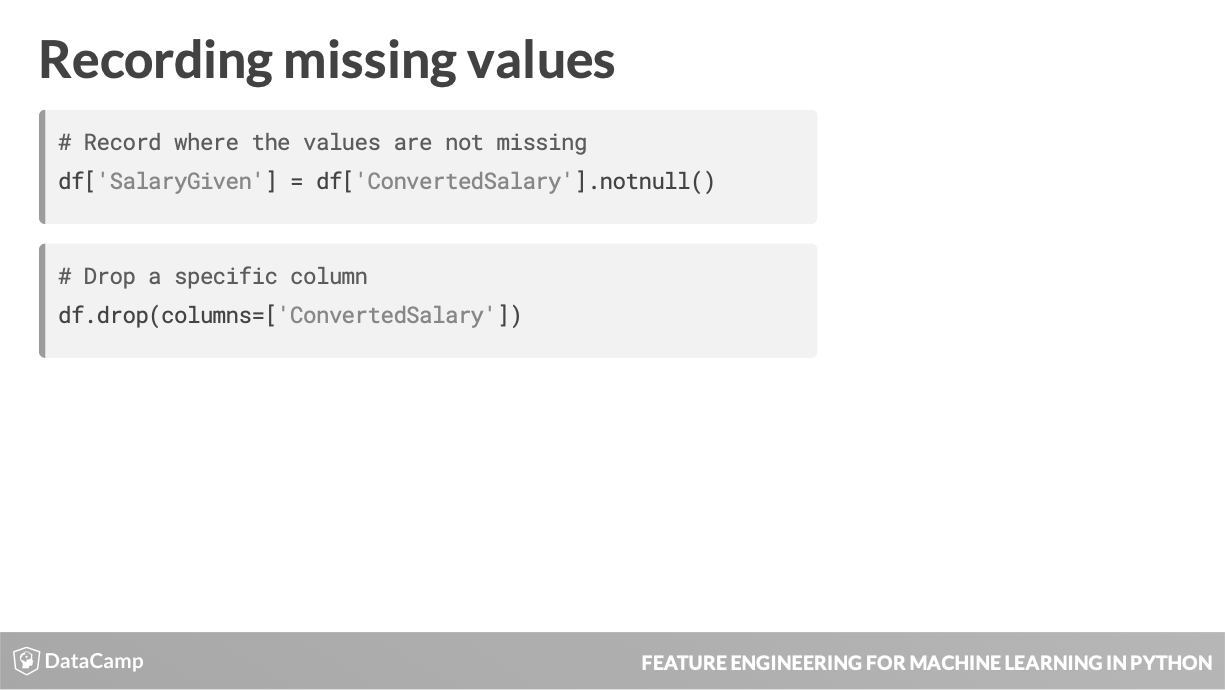 Recording missing values
# Record where the values are not missing
df['SalaryGiven'] = df['ConvertedSalary'].notnull()
# Drop a specific column
df.drop(columns=['ConvertedSalary'])
DataCamp
FEATURE ENGINEERING FOR MACHINE LEARNING IN PYTHON